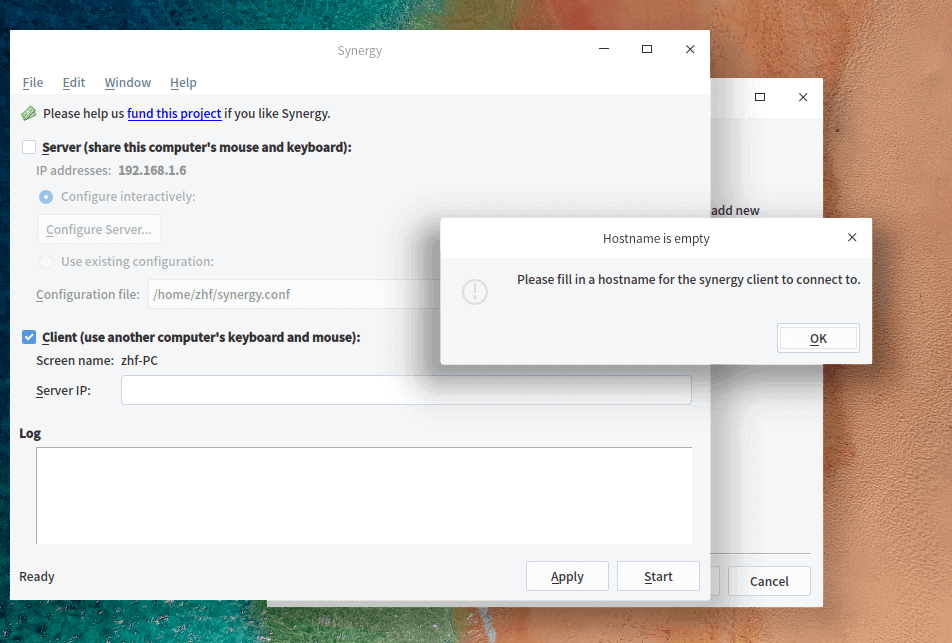 Synergy
File Edit Window Help
Please help us fund this project if you like Synergy.
Server (share this computer's mouse and keyboard):
IP addresses: 192.168.1.6
Configure interactively:
Configure Server...
Use existing configuration:
Configuration file: /home/zhf/synergy.conf
Client (use another computer's keyboard and mouse):
Screen name: zhf-PC
Server IP:
Log
Ready
Apply
Start
add new
Cancel
Hostname is empty
Please fill in a hostname for the synergy client to connect to.
OK